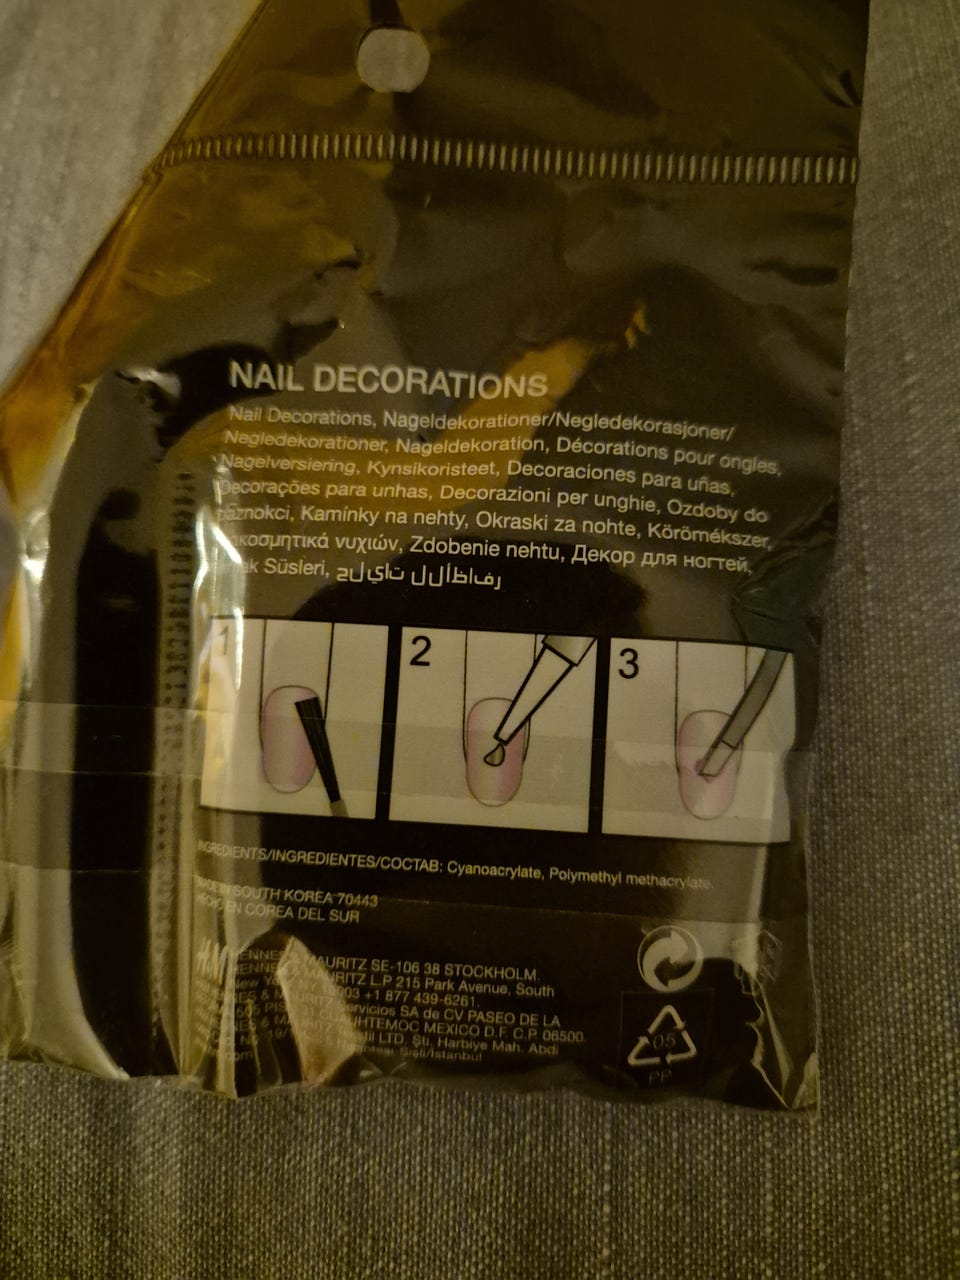 NAIL DECORATIONS
Nail Decorations, Nageldekorationer/Negledekorasjoner/
Negledekorationer, Nageldekoration, Décorations pour ongles,
Nagelversiering, Kynsikoristeet, Decoraciones para uñas,
Decorações para unhas, Decorazioni per unghie, Ozdoby do
paznokci, Kamínky na nehty, Okraski za nohte, Körömékszer,
νυχιών, Zdobenie nehtu, Декор для ногтей,
Süsleri, حليات للأظافر
1
2
3
INGREDIENTS/INGREDIENTES/СОСТАВ: Cyanoacrylate, Polymethyl methacrylate.
MADE IN SOUTH KOREA 70443
HECHO EN COREA DEL SUR
H&M HENNES & MAURITZ SE-106 38 STOCKHOLM.
HENNES & MAURITZ L.P 215 Park Avenue, South
New York, NY 10003 +1 877 439-6261.
HENNES & MAURITZ Servicios SA de CV PASEO DE LA
CUAUHTEMOC MEXICO D.F. C.P. 06500.
LTD. Şti, Harbiye Mah. Abdi
Şişli/İstanbul
05
PP